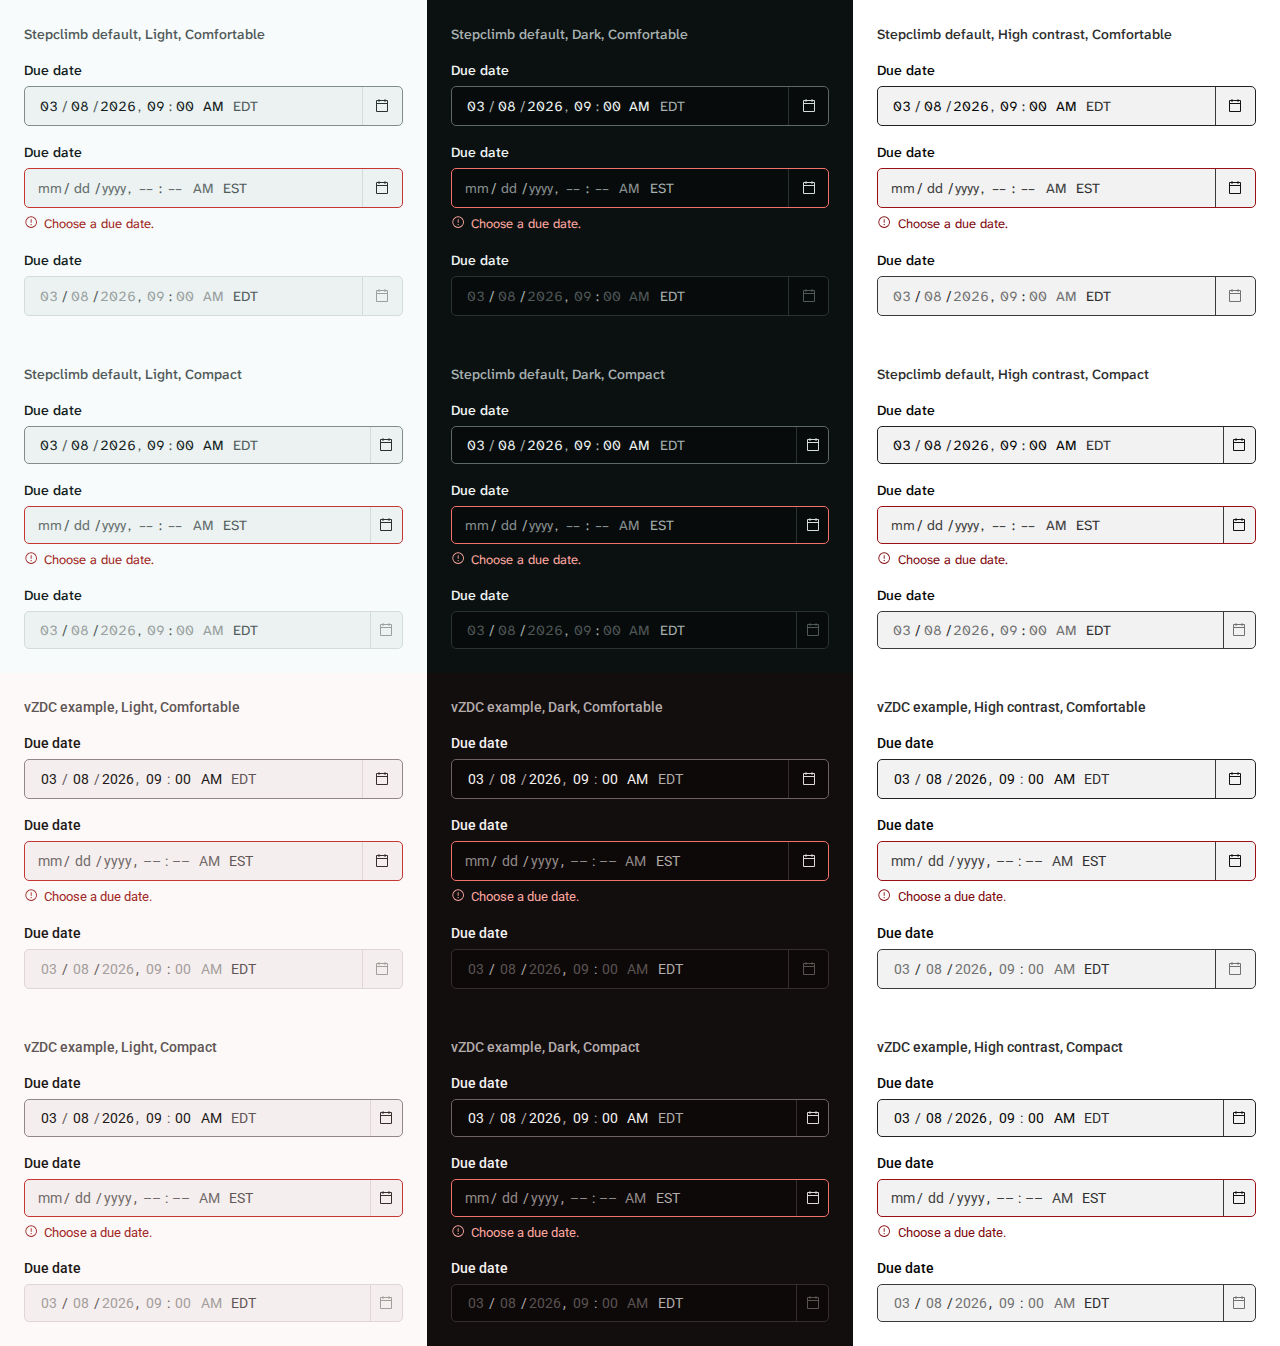 Stepclimb default, Light, Comfortable
Due date
03 / 08 / 2026, 09 : 00 AM EDT
Due date
mm / dd / yyyy, -- : -- AM EST
Choose a due date.
Due date
03 / 08 / 2026, 09 : 00 AM EDT
Stepclimb default, Dark, Comfortable
Due date
03 / 08 / 2026, 09 : 00 AM EDT
Due date
mm / dd / yyyy, -- : -- AM EST
Choose a due date.
Due date
03 / 08 / 2026, 09 : 00 AM EDT
Stepclimb default, High contrast, Comfortable
Due date
03 / 08 / 2026, 09 : 00 AM EDT
Due date
mm / dd / yyyy, -- : -- AM EST
Choose a due date.
Due date
03 / 08 / 2026, 09 : 00 AM EDT
Stepclimb default, Light, Compact
Due date
03 / 08 / 2026, 09 : 00 AM EDT
Due date
mm / dd / yyyy, -- : -- AM EST
Choose a due date.
Due date
03 / 08 / 2026, 09 : 00 AM EDT
Stepclimb default, Dark, Compact
Due date
03 / 08 / 2026, 09 : 00 AM EDT
Due date
mm / dd / yyyy, -- : -- AM EST
Choose a due date.
Due date
03 / 08 / 2026, 09 : 00 AM EDT
Stepclimb default, High contrast, Compact
Due date
03 / 08 / 2026, 09 : 00 AM EDT
Due date
mm / dd / yyyy, -- : -- AM EST
Choose a due date.
Due date
03 / 08 / 2026, 09 : 00 AM EDT
vZDC example, Light, Comfortable
Due date
03 / 08 / 2026, 09 : 00 AM EDT
Due date
mm / dd / yyyy, -- : -- AM EST
Choose a due date.
Due date
03 / 08 / 2026, 09 : 00 AM EDT
vZDC example, Dark, Comfortable
Due date
03 / 08 / 2026, 09 : 00 AM EDT
Due date
mm / dd / yyyy, -- : -- AM EST
Choose a due date.
Due date
03 / 08 / 2026, 09 : 00 AM EDT
vZDC example, High contrast, Comfortable
Due date
03 / 08 / 2026, 09 : 00 AM EDT
Due date
mm / dd / yyyy, -- : -- AM EST
Choose a due date.
Due date
03 / 08 / 2026, 09 : 00 AM EDT
vZDC example, Light, Compact
Due date
03 / 08 / 2026, 09 : 00 AM EDT
Due date
mm / dd / yyyy, -- : -- AM EST
Choose a due date.
Due date
03 / 08 / 2026, 09 : 00 AM EDT
vZDC example, Dark, Compact
Due date
03 / 08 / 2026, 09 : 00 AM EDT
Due date
mm / dd / yyyy, -- : -- AM EST
Choose a due date.
Due date
03 / 08 / 2026, 09 : 00 AM EDT
vZDC example, High contrast, Compact
Due date
03 / 08 / 2026, 09 : 00 AM EDT
Due date
mm / dd / yyyy, -- : -- AM EST
Choose a due date.
Due date
03 / 08 / 2026, 09 : 00 AM EDT